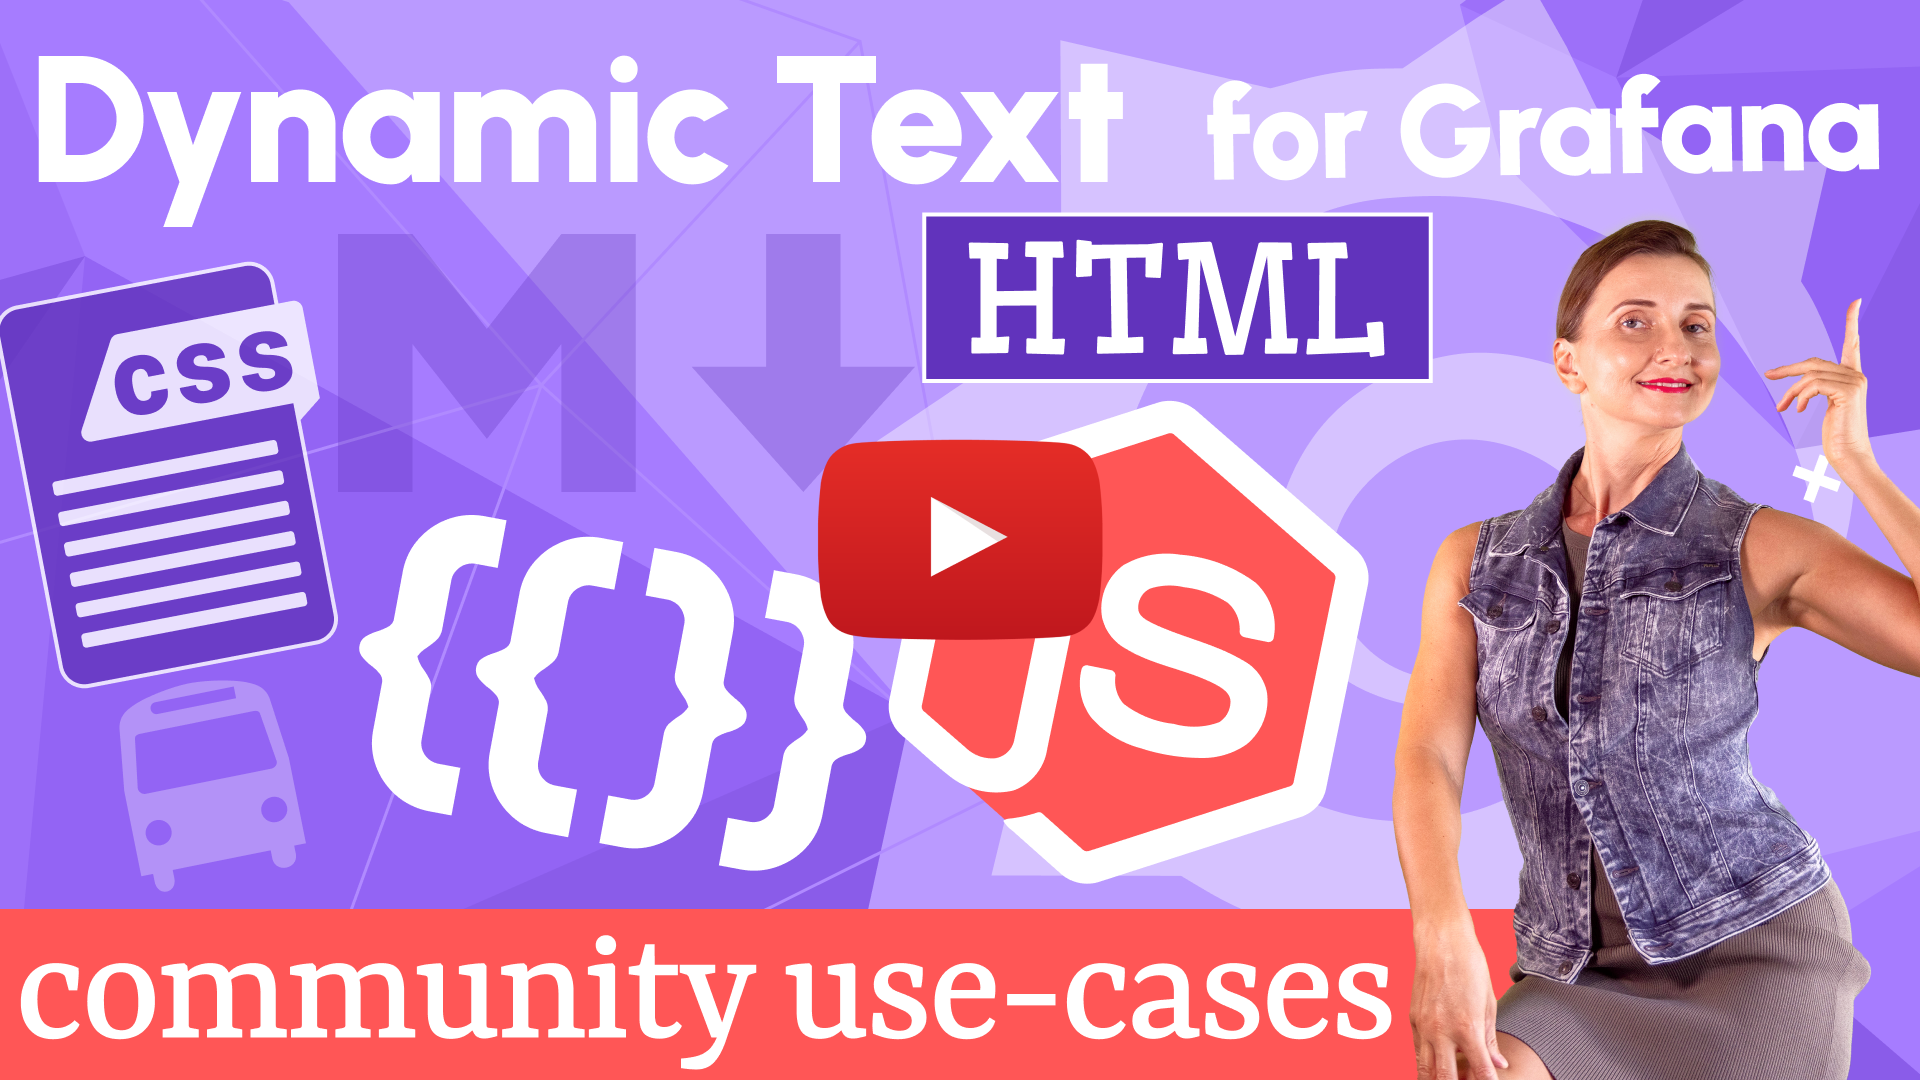 Dynamic Text for Grafana
HTML
CSS
M
{{}}
JS
community use-cases